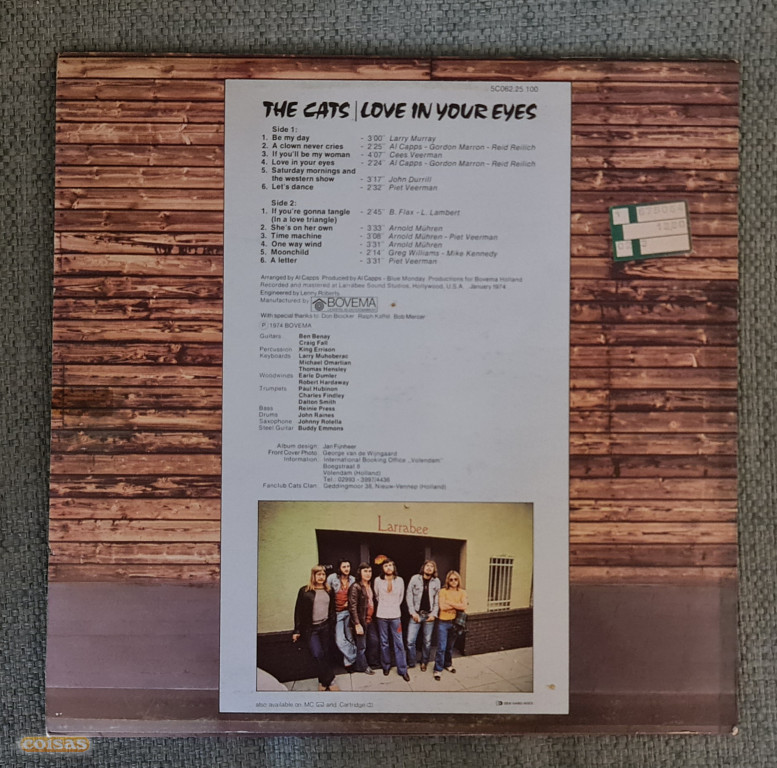 5C062.25 100
THE CATS | LOVE IN YOUR EYES
Side 1:
1. Be my day - 3'00" Larry Murray
2. A clown never cries - 2'25" Al Capps - Gordon Marron - Reid Reilich
3. If you'll be my woman - 4'07" Cees Veerman
4. Love in your eyes - 2'24" Al Capps - Gordon Marron - Reid Reilich
5. Saturday mornings and
the western show - 3'17" John Durrill
6. Let's dance - 2'32" Piet Veerman
Side 2:
1. If you're gonna tangle - 2'45" B. Flax - L. Lambert
(In a love triangle)
2. She's on her own - 3'33" Arnold Mühren
3. Time machine - 3'08" Arnold Mühren - Piet Veerman
4. One way wind - 3'31" Arnold Mühren
5. Moonchild - 2'14" Greg Williams - Mike Kennedy
6. A letter - 3'31" Piet Veerman
Arranged by Al Capps. Produced by Al Capps - Blue Monday Productions for Bovema Holland
Recorded and mastered at Larrabee Sound Studios, Hollywood, U.S.A. January 1974
Engineered by Lenny Roberts
Manufactured by BOVEMA
With special thanks to: Don Blocker Ralph Kaffel Bob Mercer
P 1974 BOVEMA
Guitars Ben Benay
Craig Fall
Percussion King Errison
Keyboards Larry Muhoberac
Michael Omartian
Thomas Hensley
Woodwinds Earle Dumler
Robert Hardaway
Trumpets Paul Hubinon
Charles Findley
Dalton Smith
Bass Reinie Press
Drums John Raines
Saxophone Johnny Rotella
Steel Guitar Buddy Emmons
Album design: Jan Fijnheer
Front Cover Photo: George van de Wijngaard
Information: International Booking Office „Volendam"
Volendam (Holland)
Fanclub Cats Clan: Geddingmoor 38, Nieuw-Vennep (Holland)
Larrabee
also available on MC and Cartridge
coisas